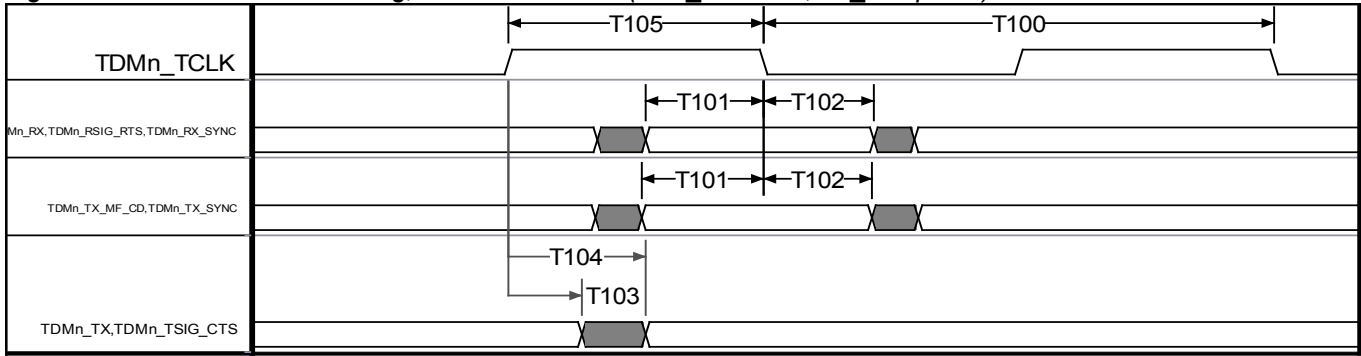 T105 T100
TDMn_TCLK
T101 T102
Mn_RX,TDMn_RSIG_RTS,TDMn_RX_SYNC
T101 T102
TDMn_TX_MF_CD,TDMn_TX_SYNC
T104
T103
TDMn_TX,TDMn_TSIG_CTS